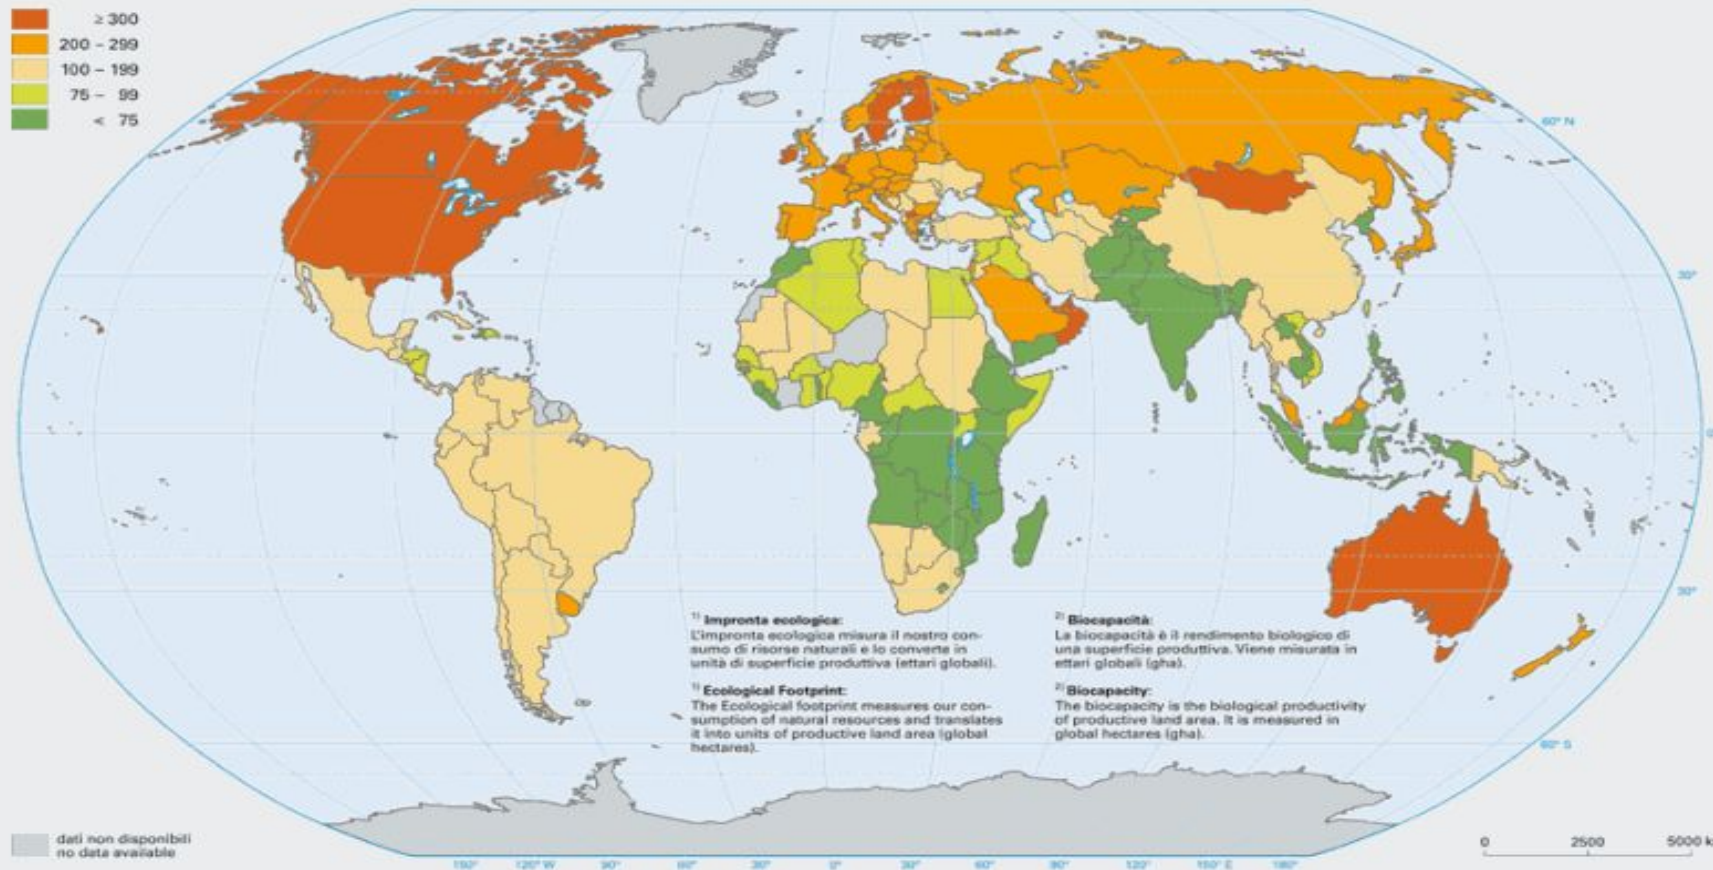 ≥ 300
200 – 299
100 – 199
75 – 99
< 75
60° N
30°
0
30°
60° S
1) Impronta ecologica:
L'impronta ecologica misura il nostro con-
sumo di risorse naturali e lo converte in
unità di superficie produttiva (ettari globali).
1) Ecological Footprint:
The Ecological footprint measures our con-
sumption of natural resources and translates
it into units of productive land area (global
hectares).
2) Biocapacità:
La biocapacità è il rendimento biologico di
una superficie produttiva. Viene misurata in
ettari globali (gha).
2) Biocapacity:
The biocapacity is the biological productivity
of productive land area. It is measured in
global hectares (gha).
dati non disponibili
no data available
150° 120° W 90° 60° 30° 0° 30° 60° 90° 120° 150° E 180°
0 2500 5000 k